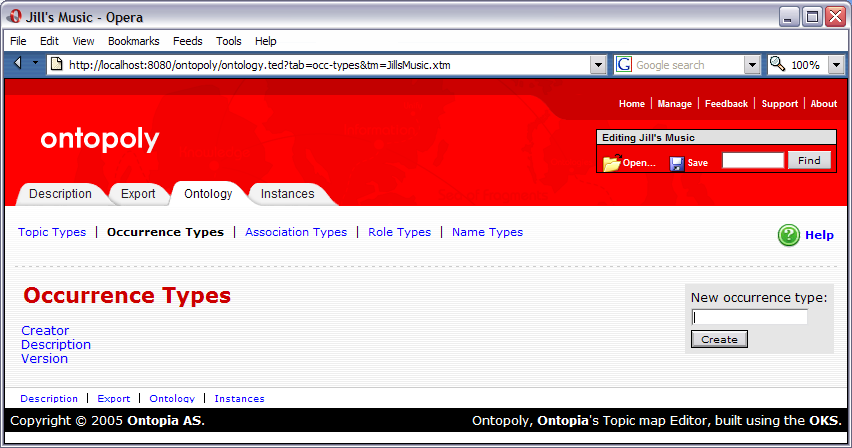 Jill's Music - Opera
File Edit View Bookmarks Feeds Tools Help
http://localhost:8080/ontopoly/ontology.ted?tab=occ-types&tm=JillsMusic.xtm
Google search
100%
Home | Manage | Feedback | Support | About
ontopoly
Editing Jill's Music
Open... Save Find
Description Export Ontology Instances
Topic Types | Occurrence Types | Association Types | Role Types | Name Types
Help
Occurrence Types
New occurrence type:
Create
Creator
Description
Version
Description | Export | Ontology | Instances
Copyright © 2005 Ontopia AS.
Ontopoly, Ontopia's Topic map Editor, built using the OKS.